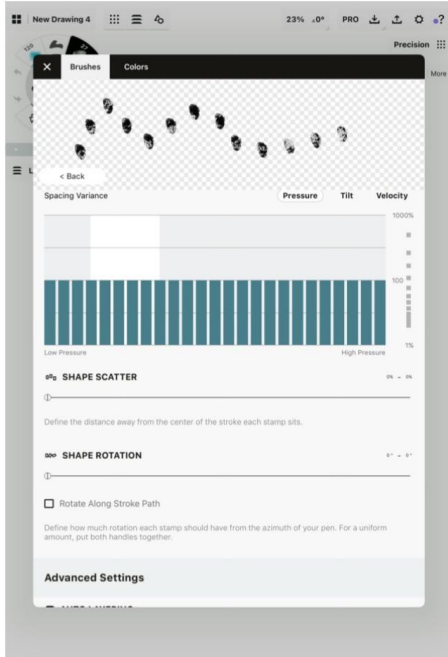 New Drawing 4
23% 0° PRO
?
Precision
More
Brushes Colors
< Back
Spacing Variance Pressure Tilt Velocity
1000%
100
1%
Low Pressure High Pressure
SHAPE SCATTER 0% - 0%
Define the distance away from the center of the stroke each stamp sits.
SHAPE ROTATION 0° - 0°
Rotate Along Stroke Path
Define how much rotation each stamp should have from the azimuth of your pen. For a uniform
amount, put both handles together.
Advanced Settings
AUTO LAYERING